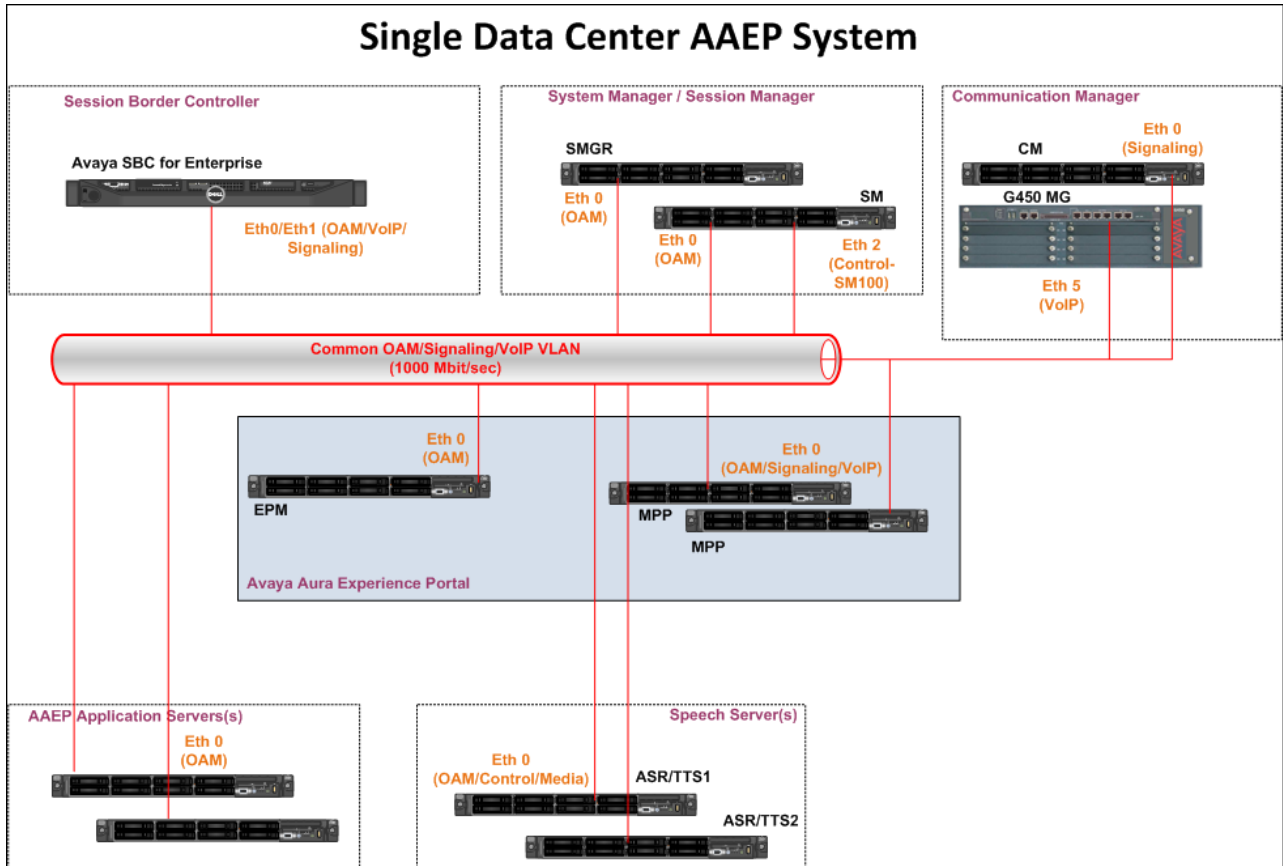 Single Data Center AAEP System
Session Border Controller
Avaya SBC for Enterprise
Eth0/Eth1 (OAM/VoIP/
Signaling)
System Manager / Session Manager
SMGR
Eth 0
(OAM)
SM
Eth 0
(OAM)
Eth 2
(Control-
SM100)
Communication Manager
Eth 0
(Signaling)
CM
G450 MG
AVAYA
Eth 5
(VoIP)
Common OAM/Signaling/VoIP VLAN
(1000 Mbit/sec)
Eth 0
(OAM)
EPM
Eth 0
(OAM/Signaling/VoIP)
MPP
MPP
Avaya Aura Experience Portal
AAEP Application Servers(s)
Eth 0
(OAM)
Speech Server(s)
Eth 0
(OAM/Control/Media)
ASR/TTS1
ASR/TTS2